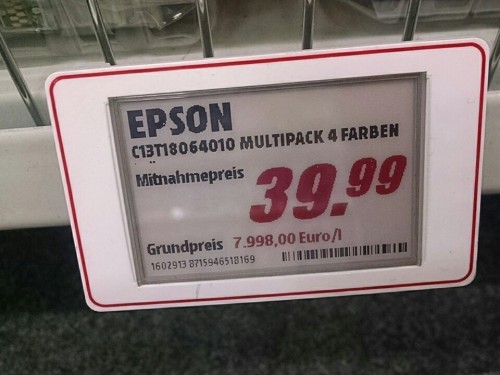 EPSON
C13T18064010 MULTIPACK 4 FARBEN
Mitnahmepreis
39.99
Grundpreis 7.998,00 Euro/l
1602913 8715946518169